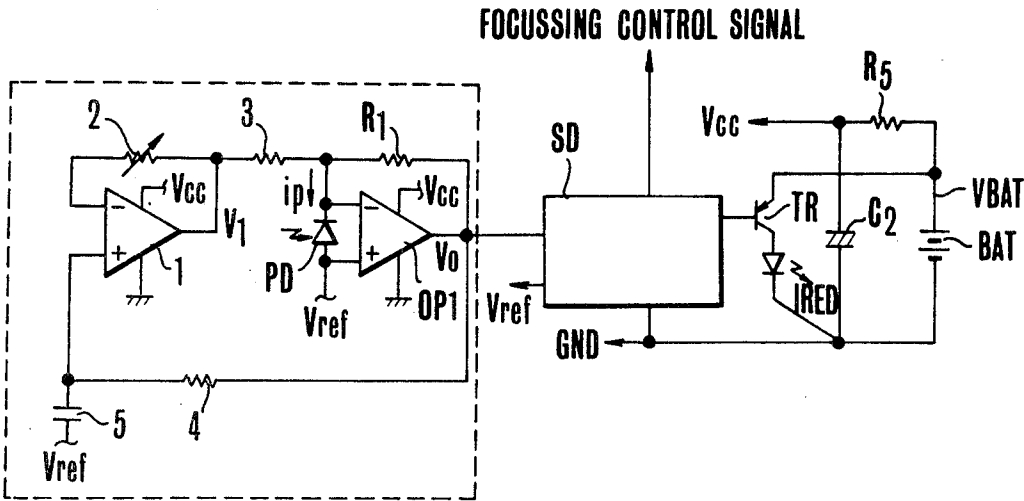 FOCUSSING CONTROL SIGNAL
2
3
R1
Vcc
R5
SD
Vcc
ip
Vcc
VBAT
V1
TR
C2
1
PD
V0
BAT
OP1
Vref
Vref
IRED
GND
5
4
Vref